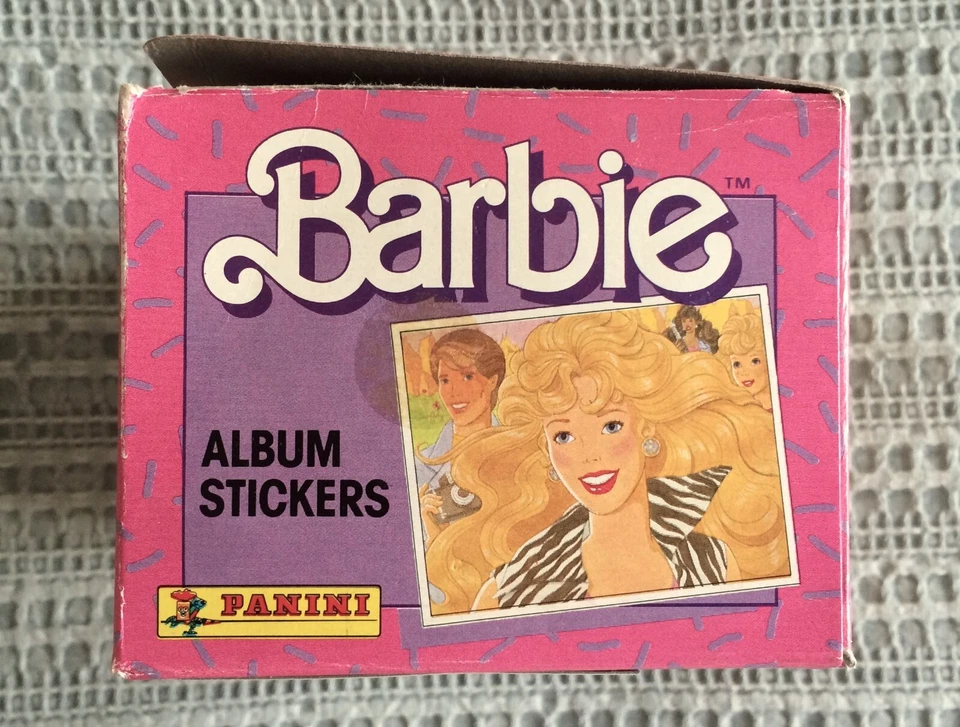 Barbie™
ALBUM
STICKERS
PANINI